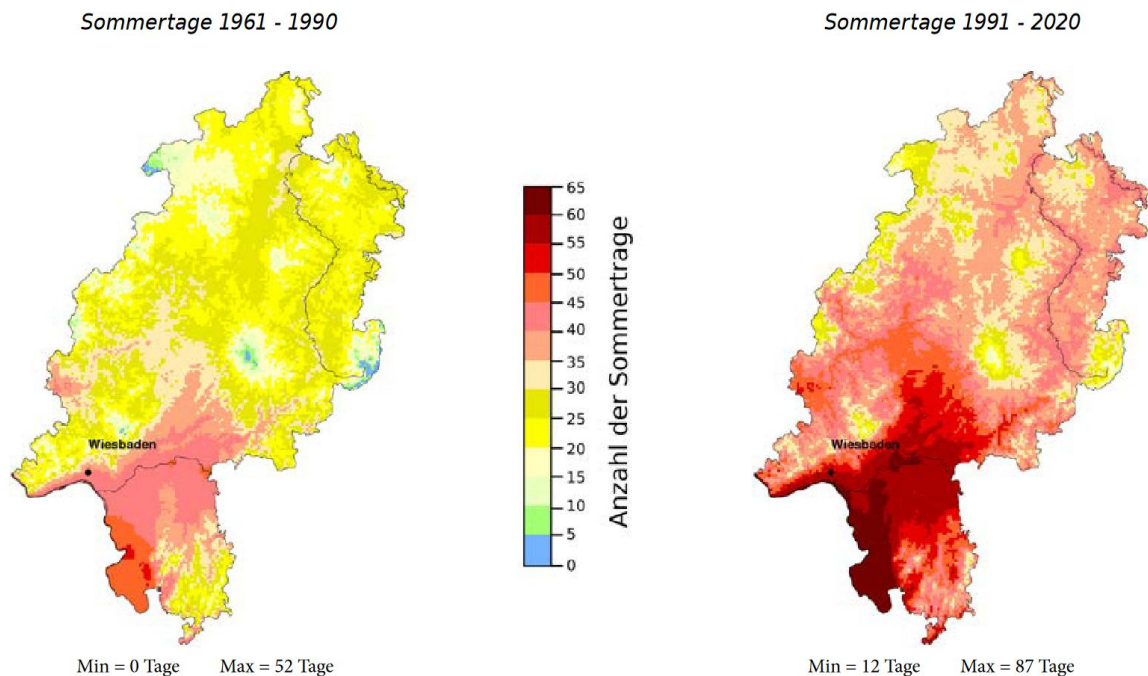 Sommertage 1961 - 1990
Sommertage 1991 - 2020
65
60
55
50
45
40
35
30
25
20
15
10
5
0
Anzahl der Sommertrage
Wiesbaden
Wiesbaden
Min = 0 Tage Max = 52 Tage
Min = 12 Tage Max = 87 Tage